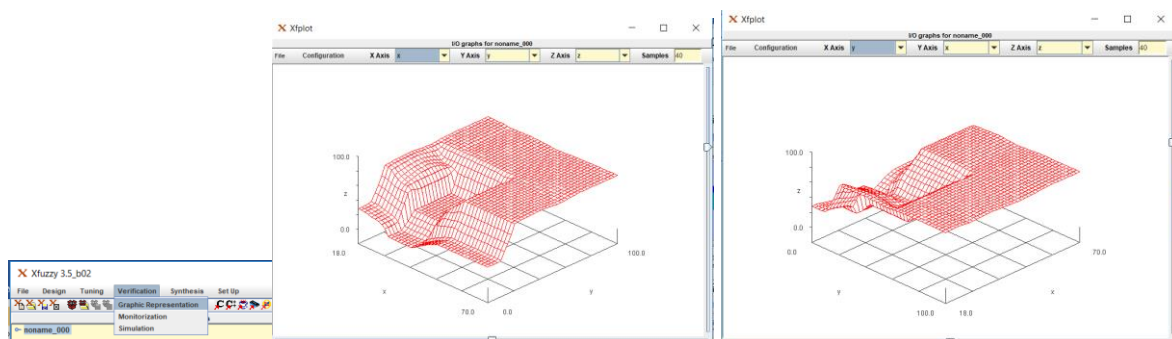 Xfuzzy 3.5_b02
File Design Tuning Verification Synthesis Set Up
Graphic Representation
Monitorization
Simulation
noname_000
Xfplot
I/O graphs for noname_000
File Configuration X Axis x Y Axis y Z Axis z Samples 40
100.0
z
0.0
18.0
x
70.0
0.0
y
100.0
Xfplot
I/O graphs for noname_000
File Configuration X Axis y Y Axis x Z Axis z Samples 40
100.0
z
0.0
0.0
y
100.0
18.0
x
70.0